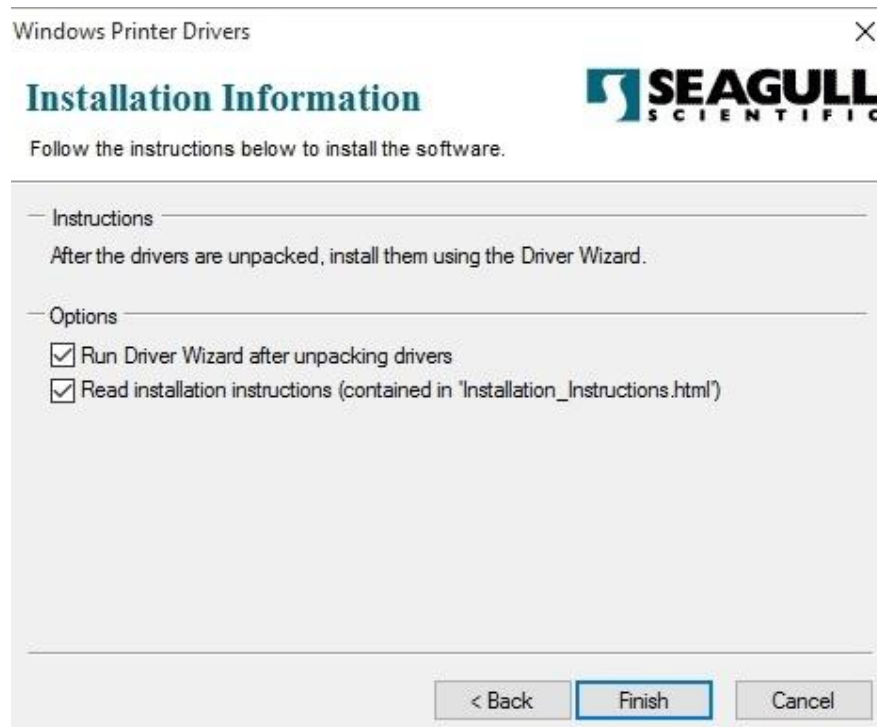 Windows Printer Drivers
Installation Information
SEAGULL
SCIENTIFIC
Follow the instructions below to install the software.
Instructions
After the drivers are unpacked, install them using the Driver Wizard.
Options
Run Driver Wizard after unpacking drivers
Read installation instructions (contained in 'Installation_Instructions.html')
< Back Finish Cancel